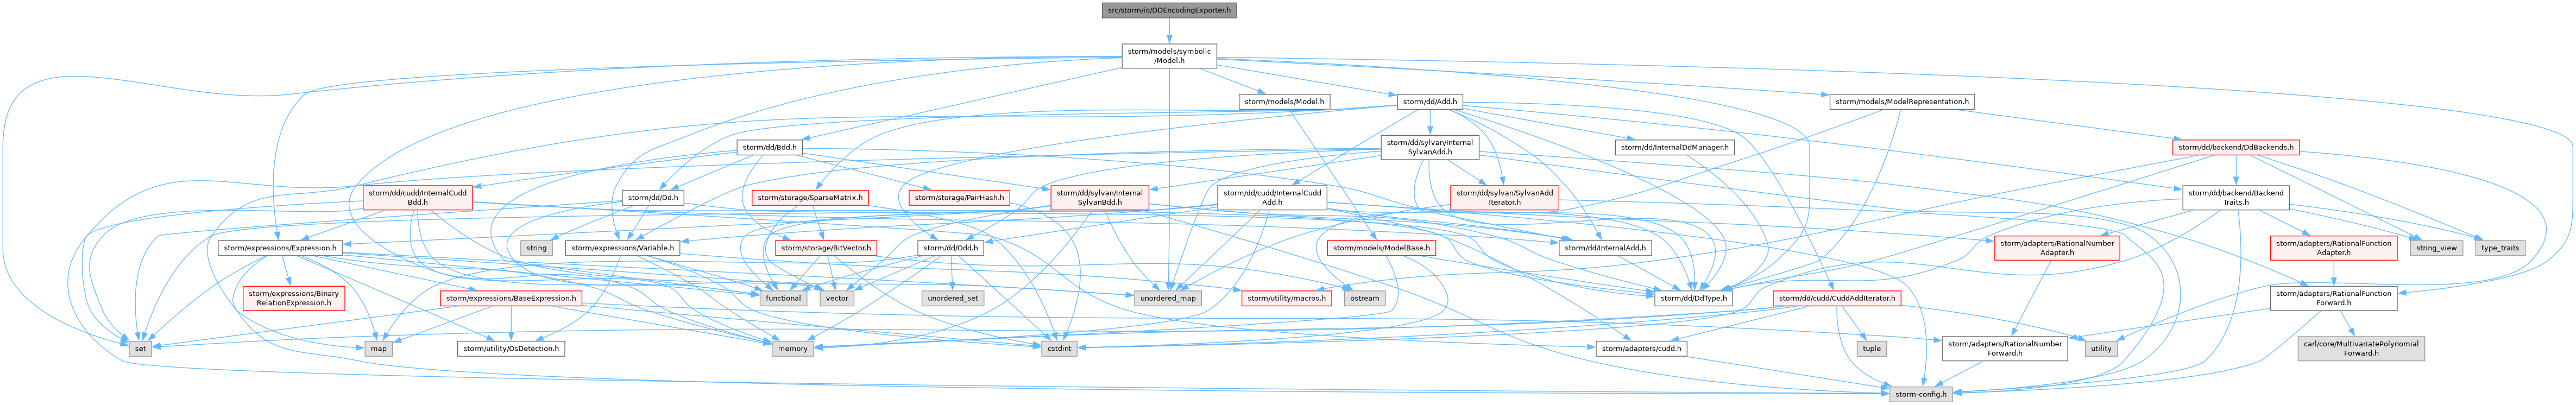 src/storm/io/DDEncodingExporter.h
storm/models/symbolic
/Model.h
storm/models/Model.h
storm/dd/Add.h
storm/models/ModelRepresentation.h
storm/dd/Bdd.h
storm/dd/sylvan/Internal
SylvanAdd.h
storm/dd/InternalDdManager.h
storm/dd/backend/DdBackends.h
storm/dd/cudd/InternalCudd
Bdd.h
storm/dd/Dd.h
storm/storage/SparseMatrix.h
storm/storage/PairHash.h
storm/dd/sylvan/Internal
SylvanBdd.h
storm/dd/cudd/InternalCudd
Add.h
storm/dd/sylvan/SylvanAdd
Iterator.h
storm/dd/backend/Backend
Traits.h
storm/expressions/Expression.h
string
storm/expressions/Variable.h
storm/storage/BitVector.h
storm/dd/Odd.h
storm/models/ModelBase.h
storm/dd/InternalAdd.h
storm/adapters/RationalNumber
Adapter.h
storm/adapters/RationalFunction
Adapter.h
string_view
type_traits
storm/expressions/Binary
RelationExpression.h
storm/expressions/BaseExpression.h
functional
vector
unordered_set
unordered_map
storm/utility/macros.h
ostream
storm/dd/DdType.h
storm/dd/cudd/CuddAddIterator.h
storm/adapters/RationalFunction
Forward.h
set
map
storm/utility/OsDetection.h
memory
cstdint
storm/adapters/cudd.h
tuple
storm/adapters/RationalNumber
Forward.h
utility
carl/core/MultivariatePolynomial
Forward.h
storm-config.h